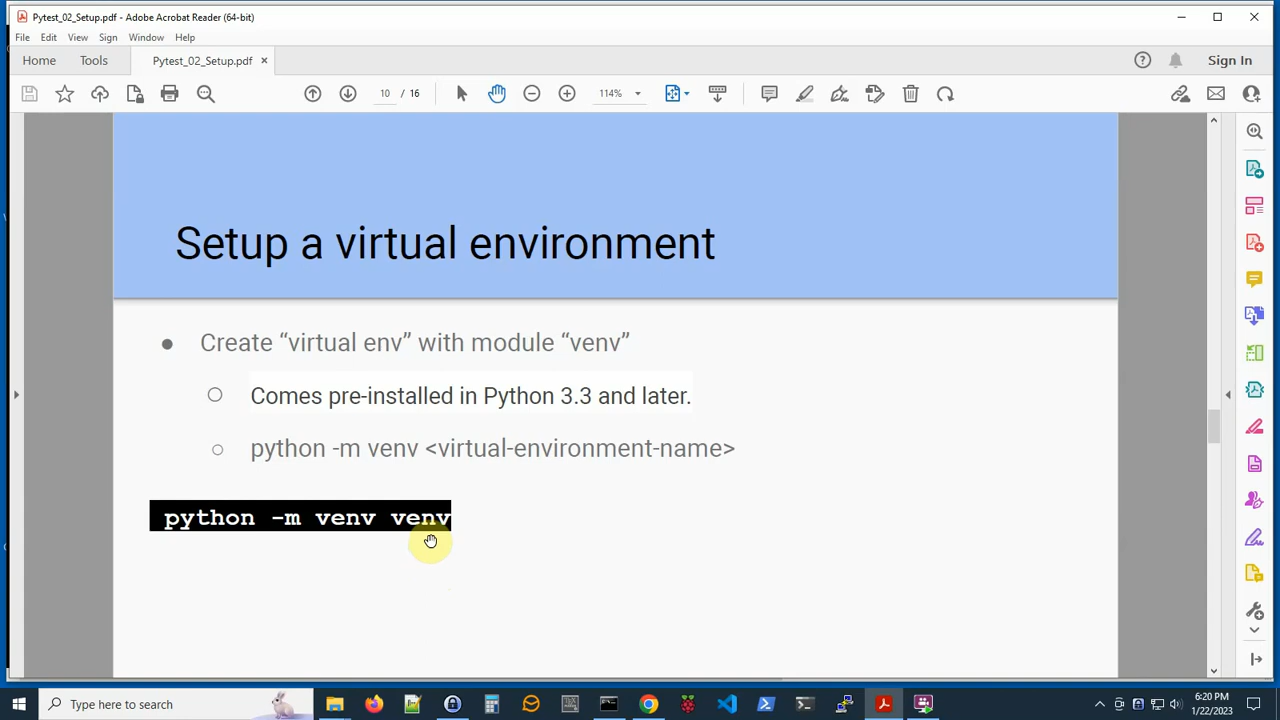 Pytest_02_Setup.pdf - Adobe Acrobat Reader (64-bit)
File Edit View Sign Window Help
Home Tools Pytest_02_Setup.pdf × Sign In
10 / 16 114%
Setup a virtual environment
● Create “virtual env” with module “venv”
○ Comes pre-installed in Python 3.3 and later.
○ python -m venv <virtual-environment-name>
python -m venv venv
Type here to search
6:20 PM
1/22/2023